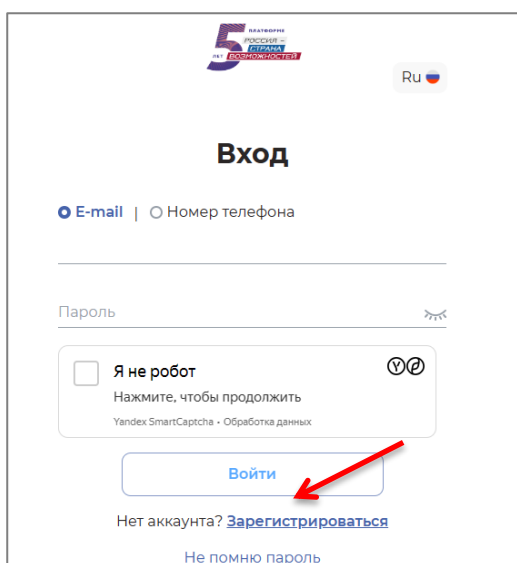 ПЛАТФОРМЕ
РОССИЯ –
СТРАНА
ВОЗМОЖНОСТЕЙ
5 ЛЕТ
Ru
Вход
E-mail | Номер телефона
Пароль
Я не робот
Нажмите, чтобы продолжить
Yandex SmartCaptcha • Обработка данных
Войти
Нет аккаунта? Зарегистрироваться
Не помню пароль